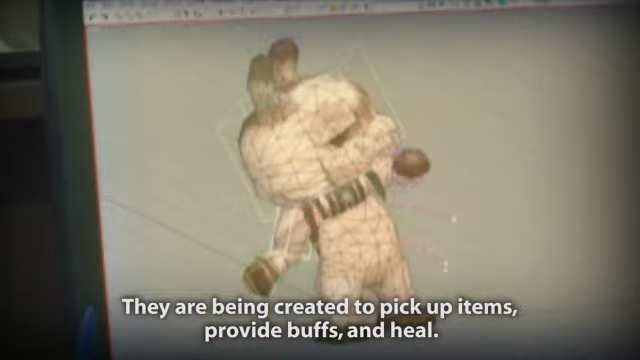 They are being created to pick up items,
provide buffs, and heal.